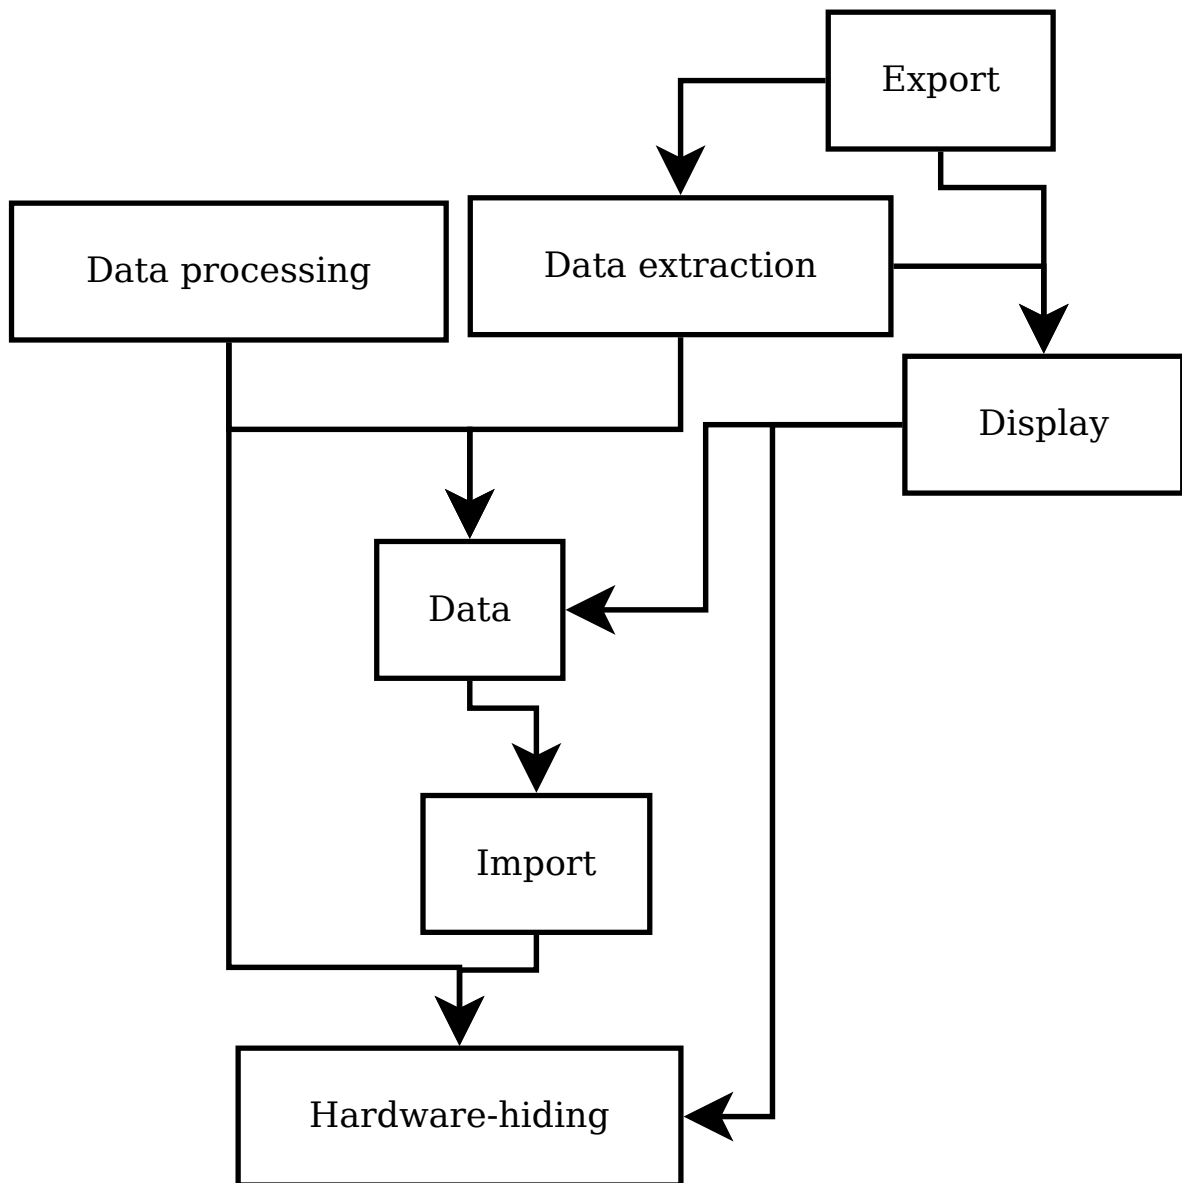 Export
Data processing
Data extraction
Display
Data
Import
Hardware-hiding